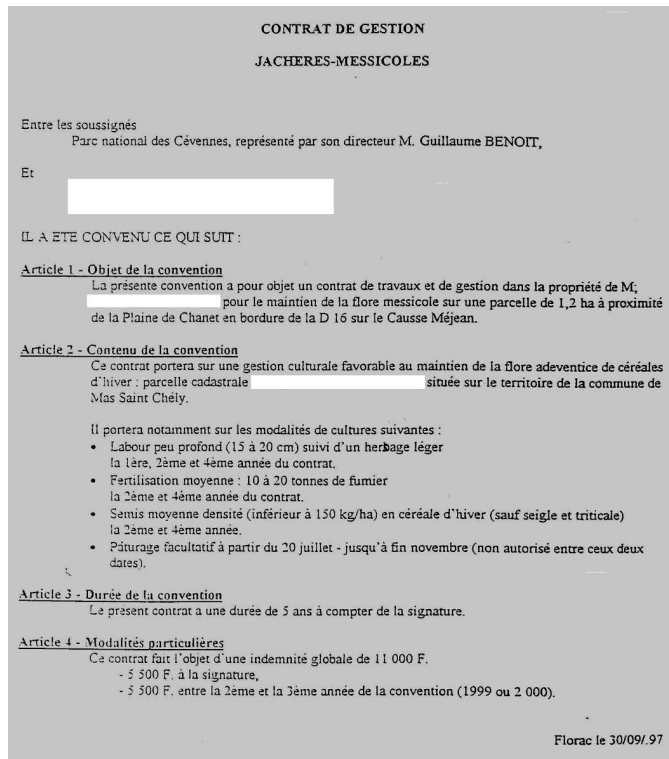 CONTRAT DE GESTION
JACHERES-MESSICOLES
Entre les soussignés
Parc national des Cévennes, représenté par son directeur M. Guillaume BENOIT,
Et
IL A ETE CONVENU CE QUI SUIT :
Article 1 - Objet de la convention
La présente convention a pour objet un contrat de travaux et de gestion dans la propriété de M;
pour le maintien de la flore messicole sur une parcelle de 1,2 ha à proximité
de la Plaine de Chanet en bordure de la D 16 sur le Causse Méjean.
Article 2 - Contenu de la convention
Ce contrat portera sur une gestion culturale favorable au maintien de la flore adeventice de céréales
d'hiver : parcelle cadastrale située sur le territoire de la commune de
Mas Saint Chély.
Il portera notamment sur les modalités de cultures suivantes :
• Labour peu profond (15 à 20 cm) suivi d'un herbage léger
la 1ère, 2ème et 4ème année du contrat.
• Fertilisation moyenne : 10 à 20 tonnes de fumier
la 2ème et 4ème année du contrat.
• Semis moyenne densité (inférieur à 150 kg/ha) en céréale d'hiver (sauf seigle et triticale)
la 2ème et 4ème année.
• Pâturage facultatif à partir du 20 juillet - jusqu'à fin novembre (non autorisé entre ceux deux
dates).
Article 3 - Durée de la convention
Le présent contrat a une durée de 5 ans à compter de la signature.
Article 4 - Modalités particulières
Ce contrat fait l'objet d'une indemnité globale de 11 000 F.
- 5 500 F. à la signature,
- 5 500 F. entre la 2ème et la 3ème année de la convention (1999 ou 2 000).
Florac le 30/09/.97